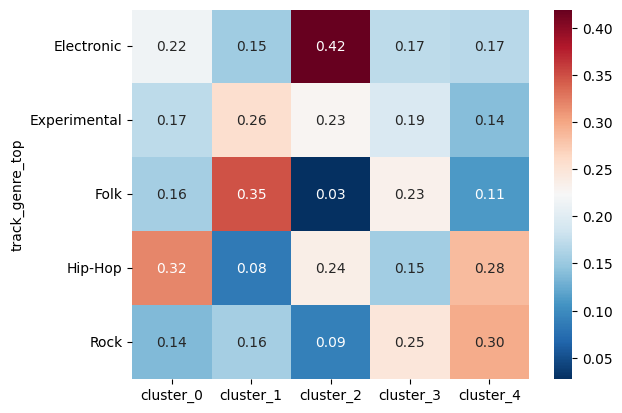 track_genre_top
Electronic 0.22 0.15 0.42 0.17 0.17
Experimental 0.17 0.26 0.23 0.19 0.14
Folk 0.16 0.35 0.03 0.23 0.11
Hip-Hop 0.32 0.08 0.24 0.15 0.28
Rock 0.14 0.16 0.09 0.25 0.30
cluster_0 cluster_1 cluster_2 cluster_3 cluster_4
0.40
0.35
0.30
0.25
0.20
0.15
0.10
0.05